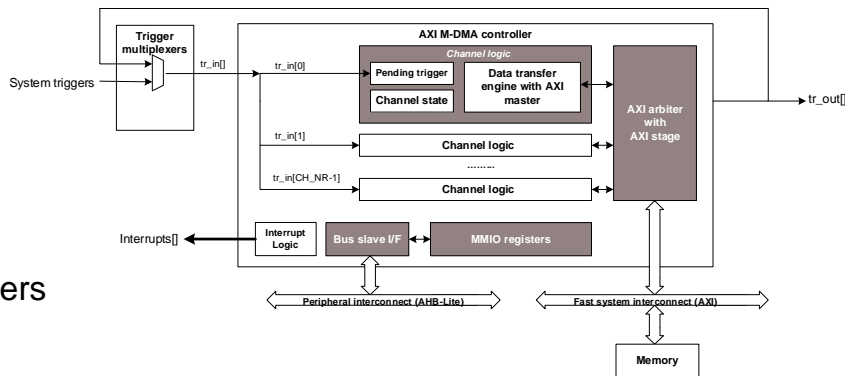 Trigger
multiplexers
AXI M-DMA controller
Channel logic
System triggers
tr_in[]
tr_in[0]
Pending trigger
Channel state
Data transfer
engine with AXI
master
AXI arbiter
with
AXI stage
tr_out[]
tr_in[1]
Channel logic
.........
tr_in[CH_NR-1]
Channel logic
Interrupts[]
Interrupt
Logic
Bus slave I/F
MMIO registers
ers
Peripheral interconnect (AHB-Lite)
Fast system interconnect (AXI)
Memory